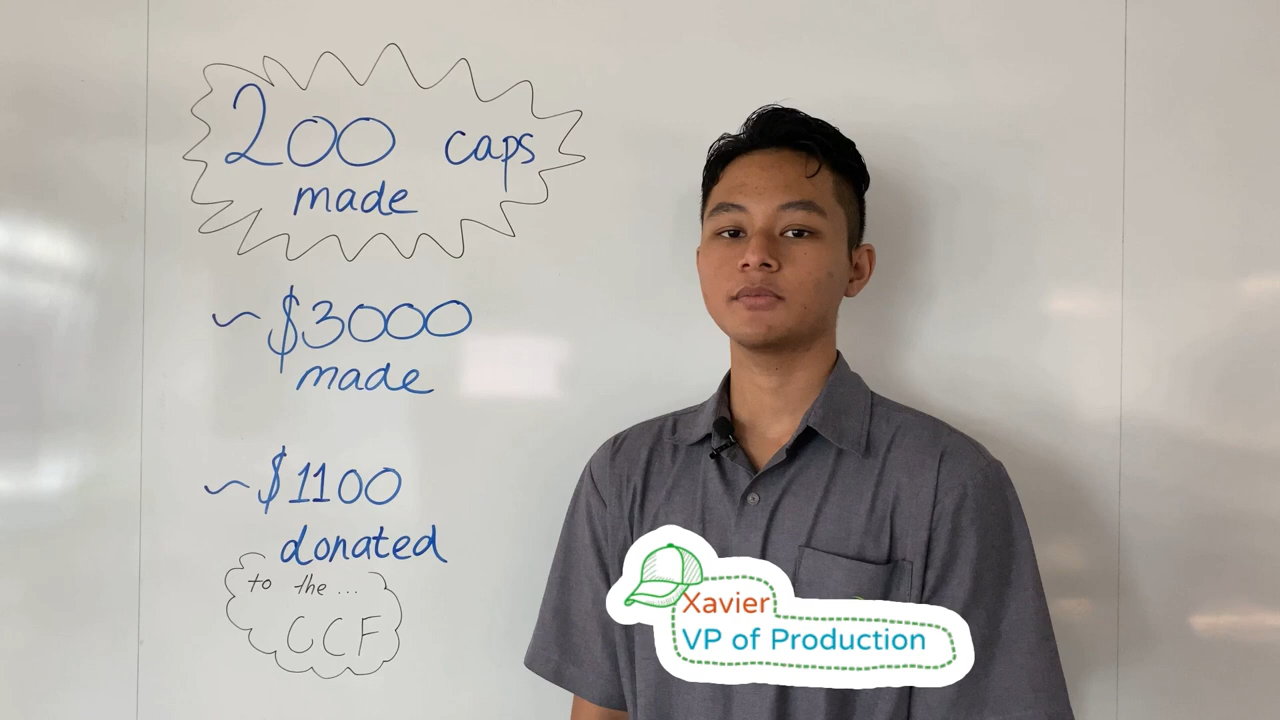 200 caps
made
~$3000
made
~$1100
donated
to the...
CCF
Xavier
VP of Production